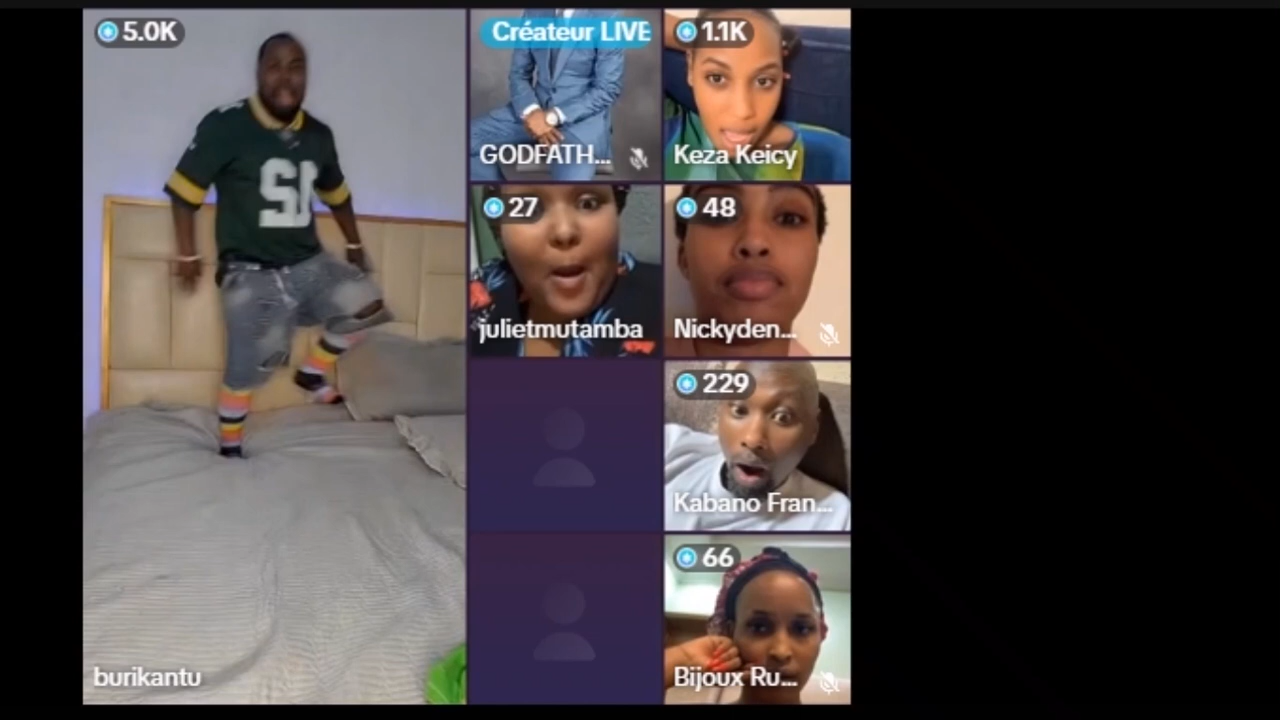 5.0K
Créateur LIVE
1.1K
GODFATH...
Keza Keicy
27
48
julietmutamba
Nickyden...
229
Kabano Fran...
66
Bijoux Ru...
burikantu